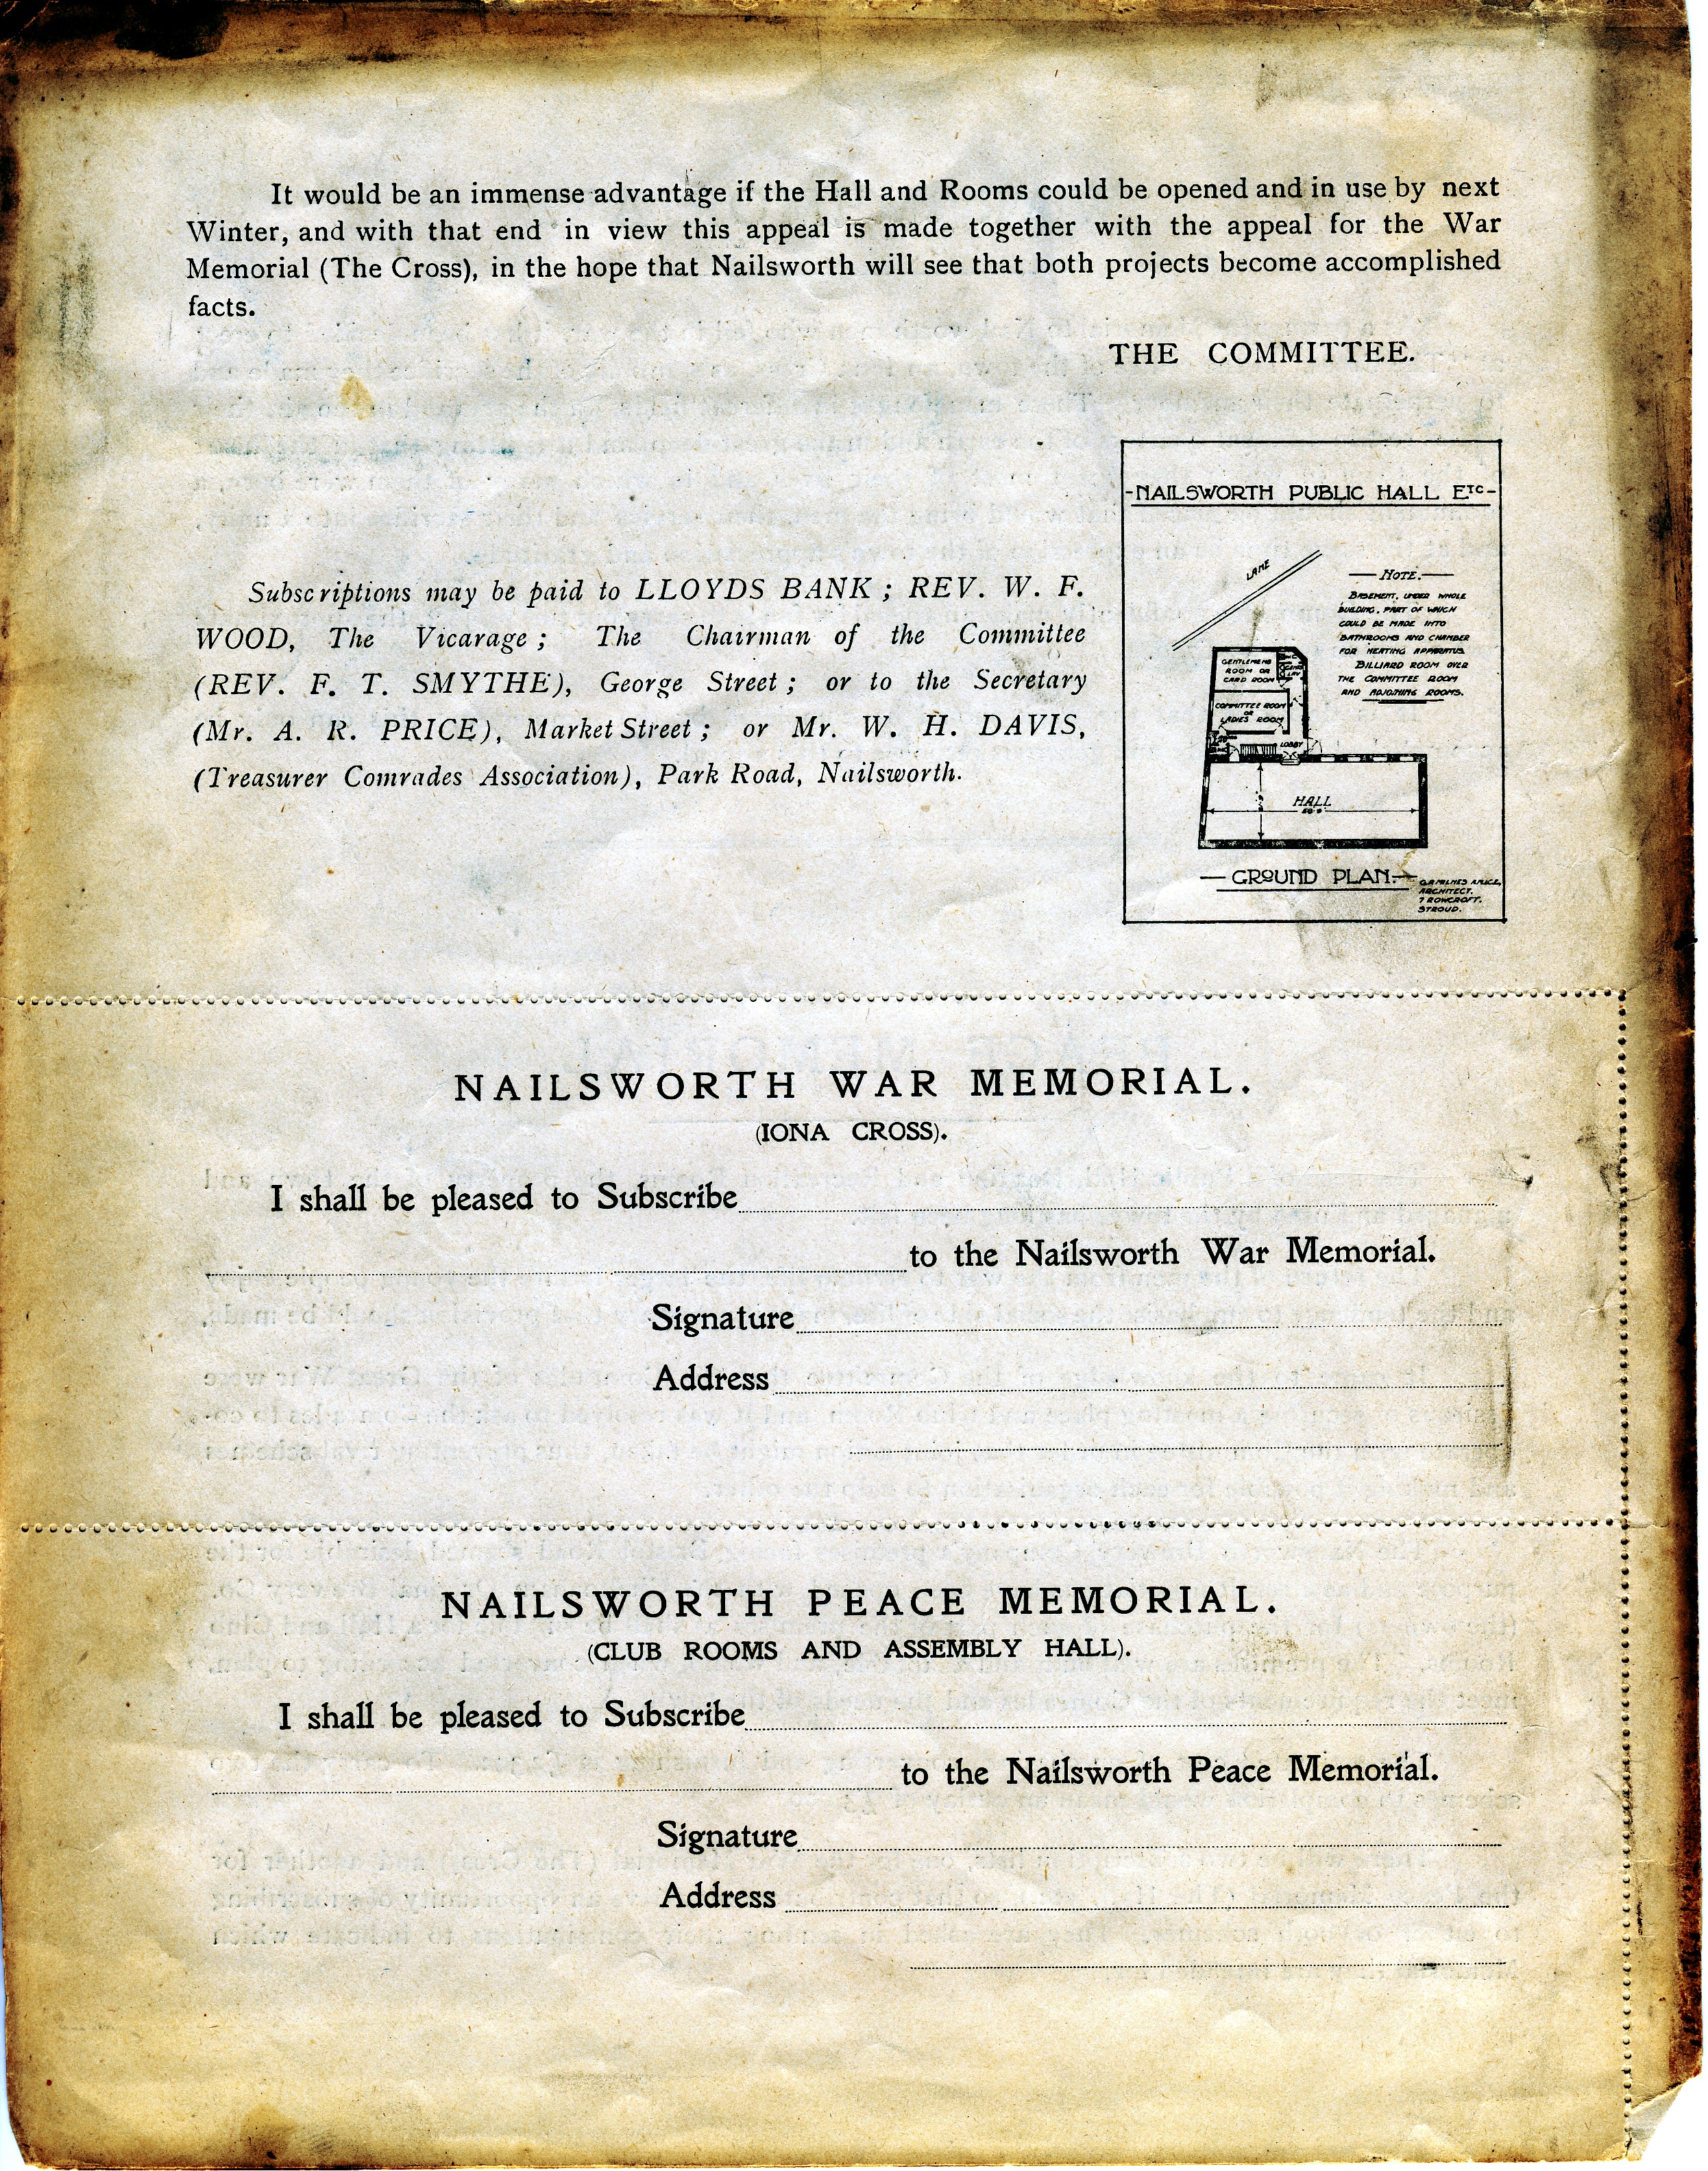 It would be an immense advantage if the Hall and Rooms could be opened and in use by next
Winter, and with that end in view this appeal is made together with the appeal for the War
Memorial (The Cross), in the hope that Nailsworth will see that both projects become accomplished
facts.
THE COMMITTEE.
Subscriptions may be paid to LLOYDS BANK ; REV. W. F.
WOOD, The Vicarage ; The Chairman of the Committee
(REV. F. T. SMYTHE), George Street ; or to the Secretary
(Mr. A. R. PRICE), Market Street ; or Mr. W. H. DAVIS,
(Treasurer Comrades Association), Park Road, Nailsworth.
-NAILSWORTH PUBLIC HALL ETC-
LANE
NOTE.
BASEMENT, UNDER WHOLE
BUILDING, PART OF WHICH
COULD BE MADE INTO
BATHROOMS AND CHAMBER
FOR HEATING APPARATUS.
BILLIARD ROOM OVER
THE COMMITTEE ROOM
AND ADJOINING ROOMS.
GENTLEMENS
ROOM OR
CARD ROOM
COMMITTEE ROOM
OR
LADIES ROOM
LOBBY
HALL
GROUND PLAN.
ARCHITECT.
7 ROWCROFT.
STROUD.
NAILSWORTH WAR MEMORIAL.
(IONA CROSS).
I shall be pleased to Subscribe
to the Nailsworth War Memorial.
Signature
Address
NAILSWORTH PEACE MEMORIAL.
(CLUB ROOMS AND ASSEMBLY HALL).
I shall be pleased to Subscribe
to the Nailsworth Peace Memorial.
Signature
Address